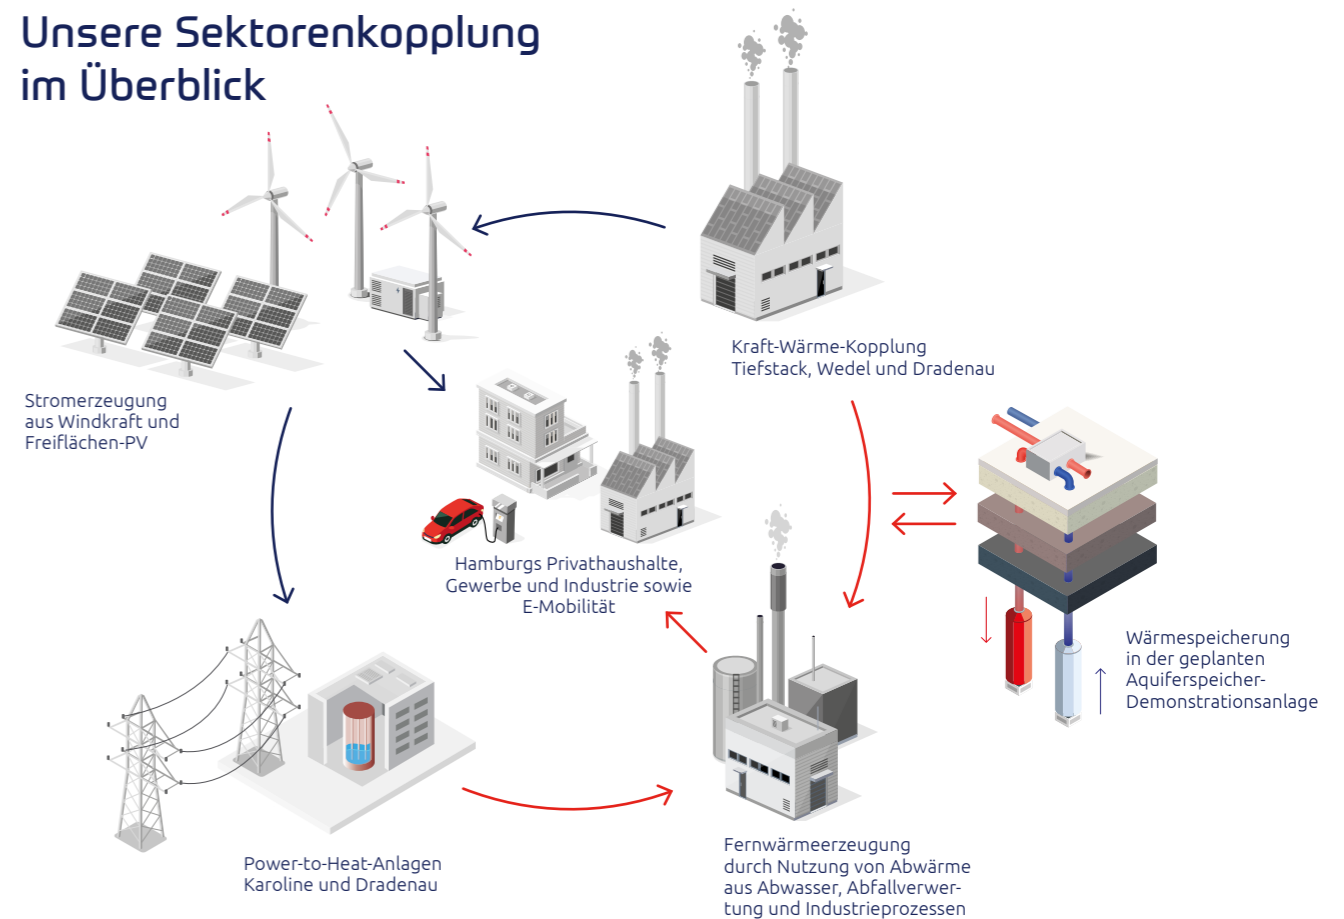 Unsere Sektorenkopplung
im Überblick
Kraft-Wärme-Kopplung
Tiefstack, Wedel und Dradenau
Stromerzeugung
aus Windkraft und
Freiflächen-PV
Hamburgs Privathaushalte,
Gewerbe und Industrie sowie
E-Mobilität
Wärmespeicherung
in der geplanten
Aquiferspeicher-
Demonstrationsanlage
Power-to-Heat-Anlagen
Karoline und Dradenau
Fernwärmeerzeugung
durch Nutzung von Abwärme
aus Abwasser, Abfallverwer-
tung und Industrieprozessen